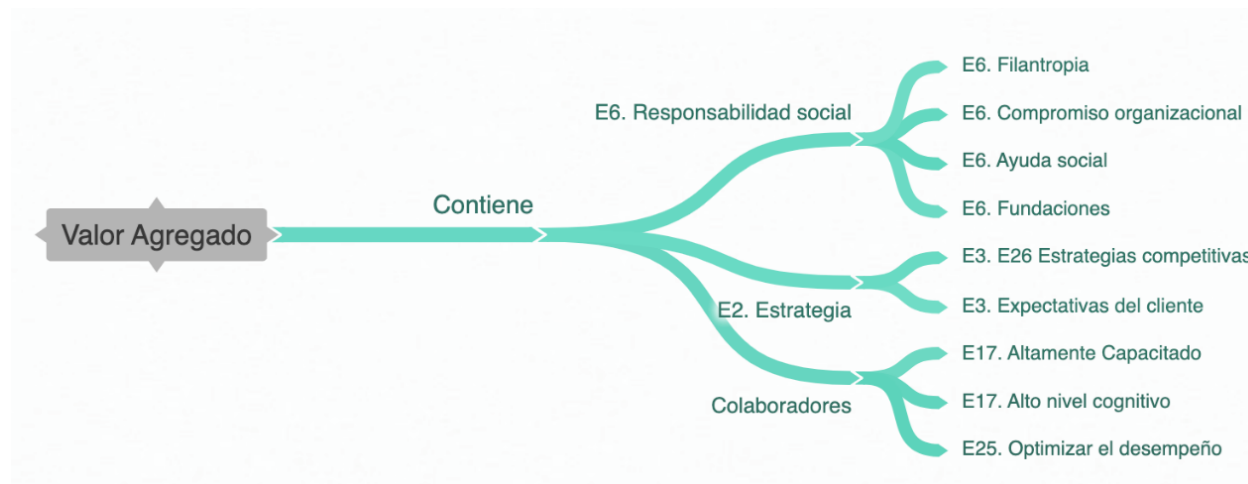 Valor Agregado
Contiene
E6. Responsabilidad social
E6. Filantropia
E6. Compromiso organizacional
E6. Ayuda social
E6. Fundaciones
E2. Estrategia
E3. E26 Estrategias competitivas
E3. Expectativas del cliente
Colaboradores
E17. Altamente Capacitado
E17. Alto nivel cognitivo
E25. Optimizar el desempeño